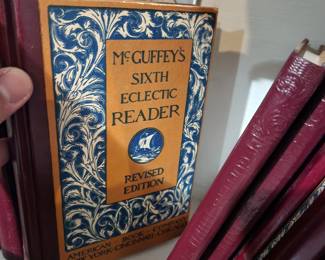 McGUFFEY'S
SIXTH
ECLECTIC
READER
REVISED
EDITION
AMERICAN BOOK COMPANY
NEW YORK CINCINNATI CHICAGO